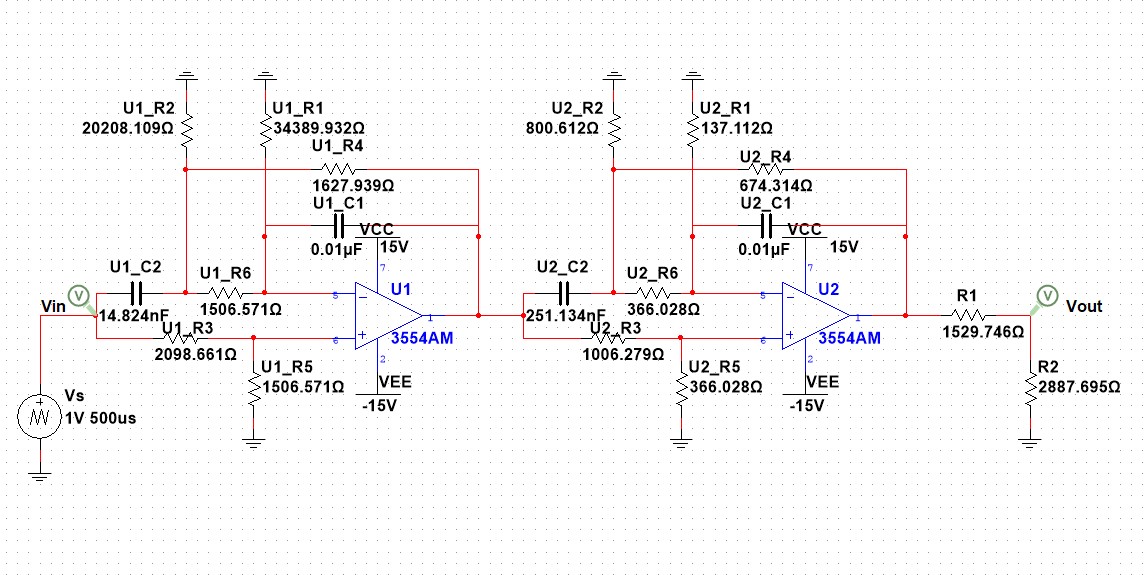 U1_R2
20208.109Ω
U1_R1
34389.932Ω
U1_R4
1627.939Ω
U1_C1
0.01µF
VCC
15V
7
U1_C2
14.824nF
U1_R6
1506.571Ω
5
U1
Vin
V
U1_R3
2098.661Ω
6
1
3554AM
2
U1_R5
1506.571Ω
VEE
-15V
Vs
1V 500us
U2_R2
800.612Ω
U2_R1
137.112Ω
U2_R4
674.314Ω
U2_C1
0.01µF
VCC
15V
7
U2_C2
251.134nF
U2_R6
366.028Ω
5
U2
U2_R3
1006.279Ω
6
1
3554AM
2
U2_R5
366.028Ω
VEE
-15V
R1
1529.746Ω
V
Vout
R2
2887.695Ω